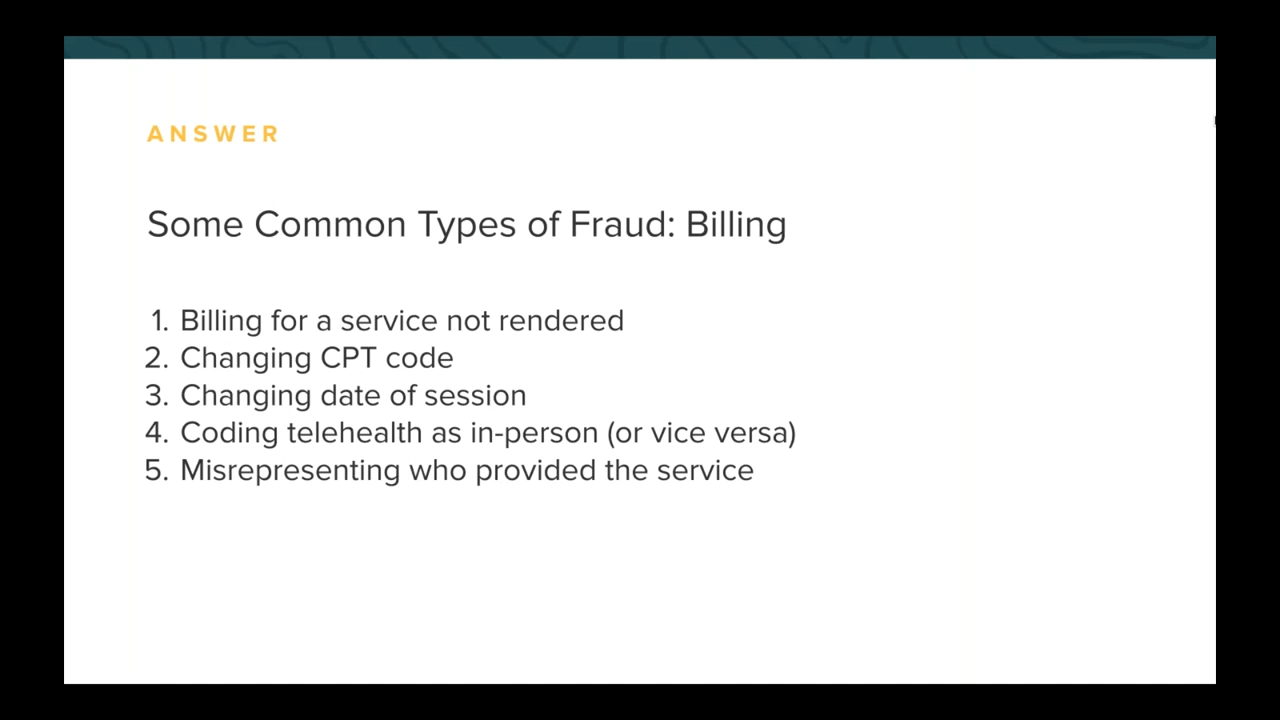 ANSWER
Some Common Types of Fraud: Billing
1. Billing for a service not rendered
2. Changing CPT code
3. Changing date of session
4. Coding telehealth as in-person (or vice versa)
5. Misrepresenting who provided the service